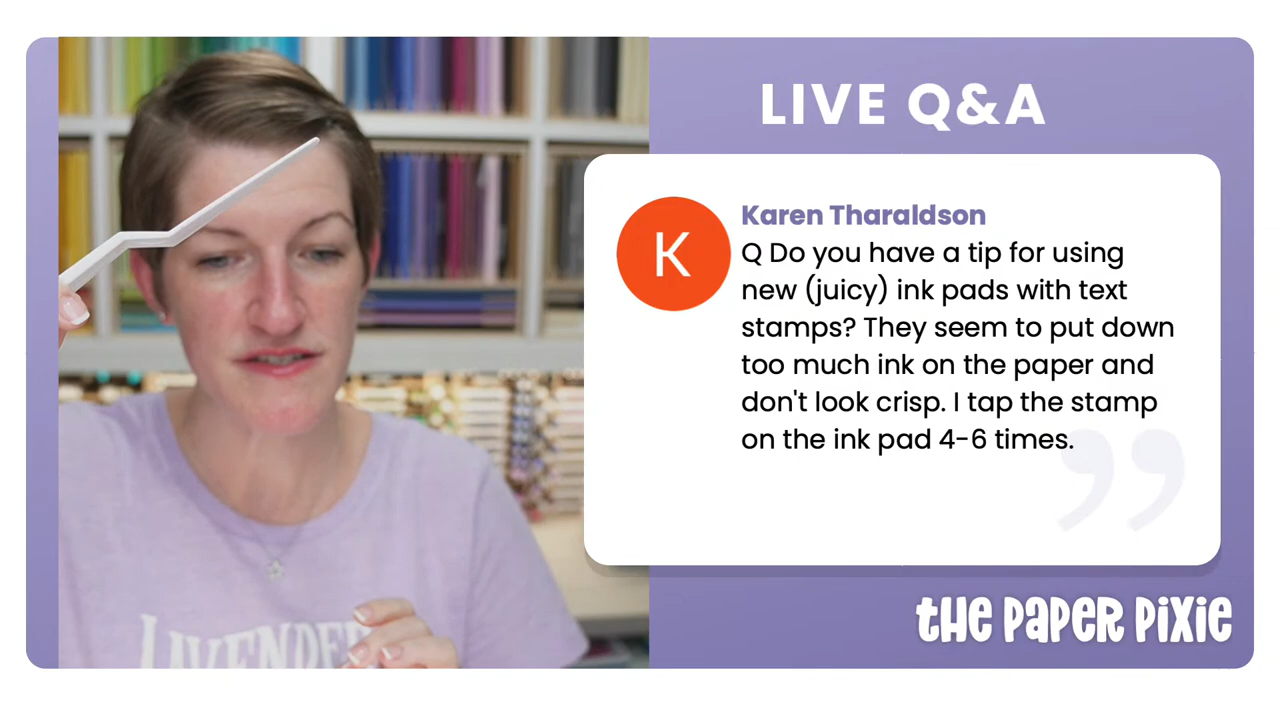 LIVE Q&A
K
Karen Tharaldson
Q Do you have a tip for using
new (juicy) ink pads with text
stamps? They seem to put down
too much ink on the paper and
don't look crisp. I tap the stamp
on the ink pad 4-6 times.
the paper pixie